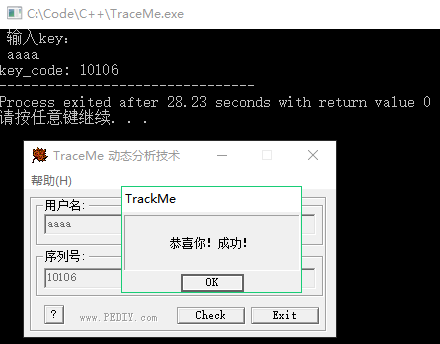 C:\Code\C++\TraceMe.exe
输入key:
aaaa
key_code: 10106
--------------------------------
Process exited after 28.23 seconds with return value 0
请按任意键继续. . .
TraceMe 动态分析技术
帮助(H)
用户名:
aaaa
序列号:
10106
TrackMe
恭喜你！成功！
OK
?
www.PEDIY.com
Check
Exit